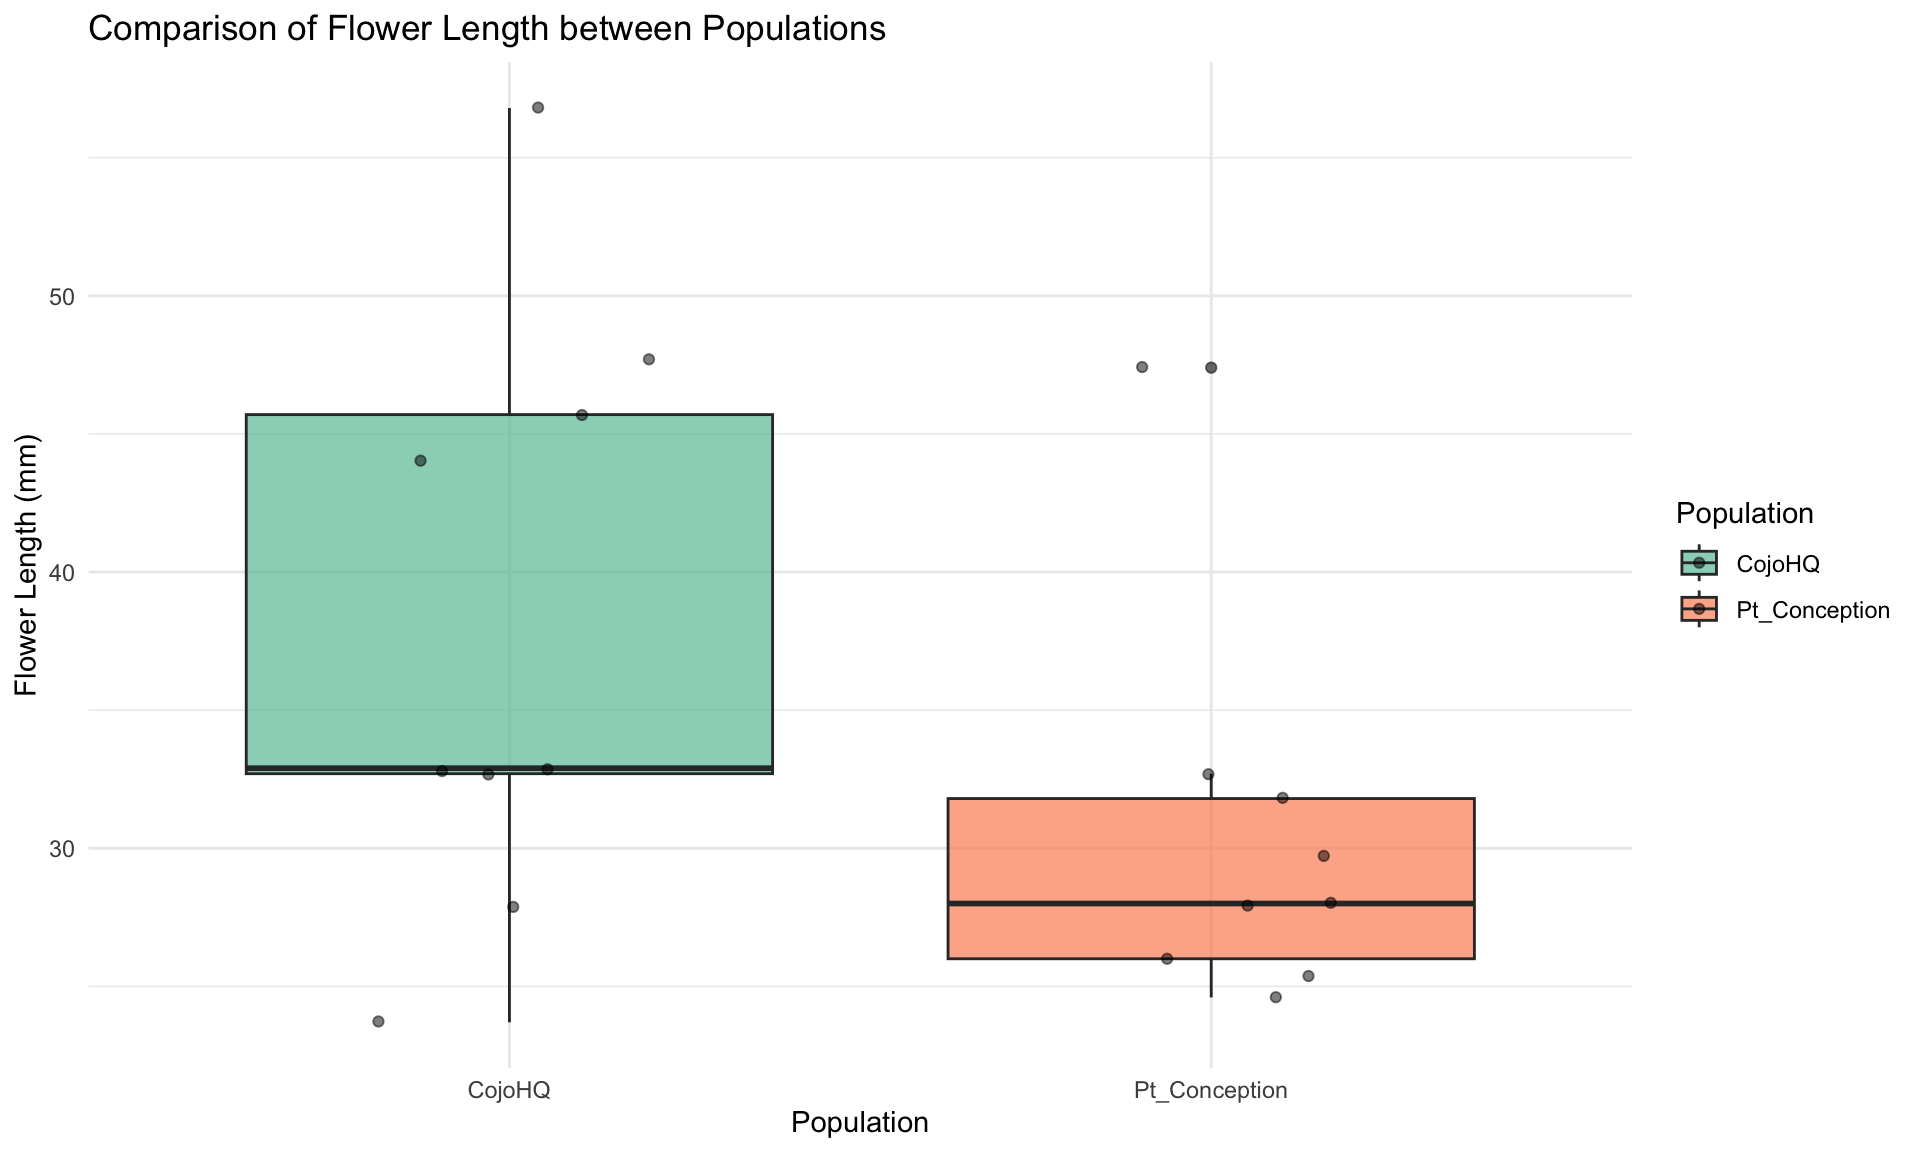 Comparison of Flower Length between Populations
Flower Length (mm)
50
40
30
CojoHQ
Pt_Conception
Population
Population
CojoHQ
Pt_Conception